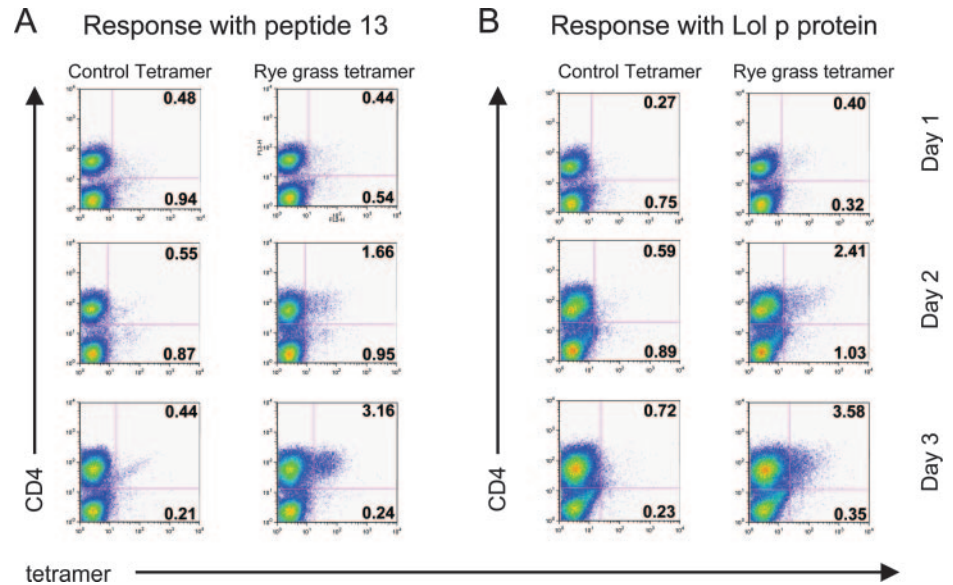 A Response with peptide 13
B Response with Lol p protein
Control Tetramer Rye grass tetramer
Control Tetramer Rye grass tetramer
0.48 0.44 0.27 0.40
0.94 0.54 0.75 0.32
Day 1
0.55 1.66 0.59 2.41
0.87 0.95 0.89 1.03
Day 2
0.44 3.16 0.72 3.58
0.21 0.24 0.23 0.35
Day 3
CD4
CD4
tetramer